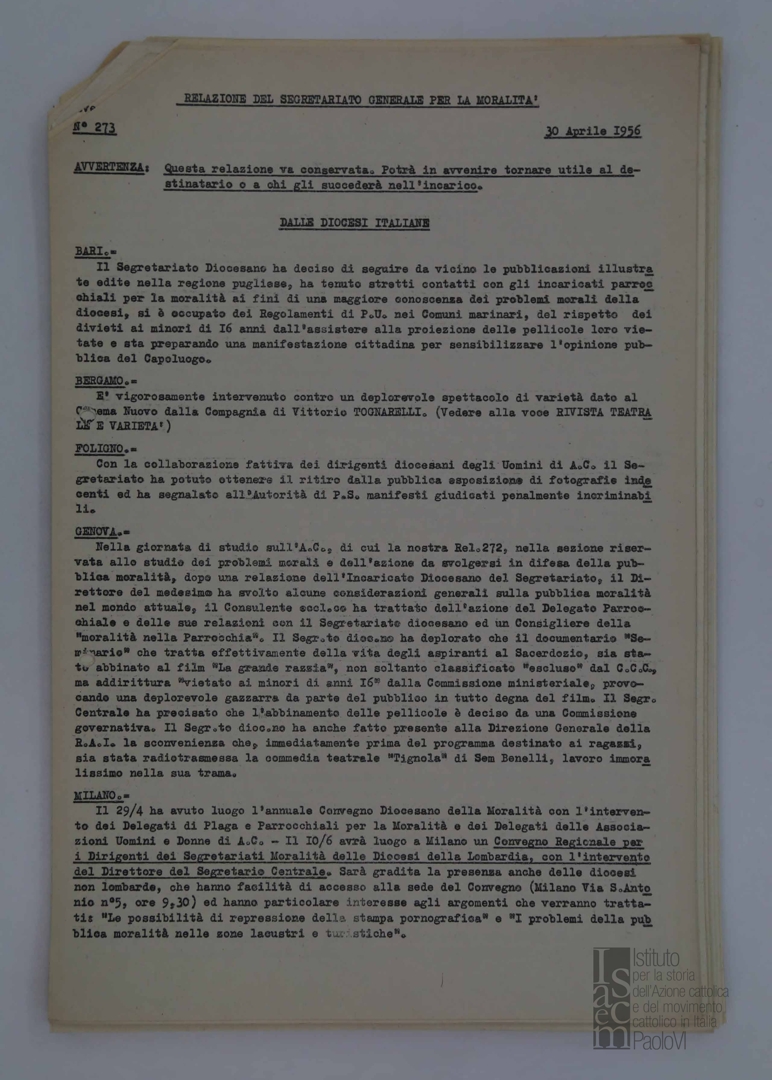 RELAZIONE DEL SEGRETARIATO GENERALE PER LA MORALITA'
N° 273
30 Aprile 1956
AVVERTENZA: Questa relazione va conservata. Potrà in avvenire tornare utile al de-
stinatario o a chi gli succederà nell'incarico.
DALLE DIOCESI ITALIANE
BARI.=
Il Segretariato Diocesano ha deciso di seguire da vicino le pubblicazioni illustra
te edite nella regione pugliese, ha tenuto stretti contatti con gli incaricati parroc
chiali per la moralità ai fini di una maggiore conoscenza dei problemi morali della
diocesi, si è occupato dei Regolamenti di P.U. nei Comuni marinari, del rispetto dei
divieti ai minori di 16 anni dall'assistere alla proiezione delle pellicole loro vie-
tate e sta preparando una manifestazione cittadina per sensibilizzare l'opinione pub-
blica del Capoluogo.
BERGAMO.=
E' vigorosamente intervenuto contro un deplorevole spettacolo di varietà dato al
Nuovo dalla Compagnia di Vittorio TOGNARELLI. (Vedere alla voce RIVISTA TEATRA
LE E VARIETA')
FOLIGNO.=
Con la collaborazione fattiva dei dirigenti diocesani degli Uomini di A.C. il Se-
gretariato ha potuto ottenere il ritiro dalla pubblica esposizione di fotografie inde
centi ed ha segnalato all'Autorità di P.S. manifesti giudicati penalmente incriminabi
li.
GENOVA.=
Nella giornata di studio sull'A.C., di cui la nostra Rel.272, nella sezione riser-
vata allo studio dei problemi morali e dell'azione da svolgersi in difesa della pub-
blica moralità, dopo una relazione dell'Incaricato Diocesano del Segretariato, il Di-
rettore del medesimo ha svolto alcune considerazioni generali sulla pubblica moralità
nel mondo attuale, il Consulente eccl.co ha trattato dell'azione del Delegato Parroc-
chiale e delle sue relazioni con il Segretariato diocesano ed un Consigliere della
"moralità nella Parrocchia". Il Segr.to dioc.no ha deplorato che il documentario "Se-
minario" che tratta effettivamente della vita degli aspiranti al Sacerdozio, sia sta-
to abbinato al film "La grande razzia", non soltanto classificato "escluso" dal C.C.C.,
ma addirittura "vietato ai minori di anni 16" dalla Commissione ministeriale, provo-
cando una deplorevole gazzarra da parte del pubblico in tutto degna del film. Il Segr.
Centrale ha precisato che l'abbinamento delle pellicole è deciso da una Commissione
governativa. Il Segr.to dioc.no ha anche fatto presente alla Direzione Generale della
R.A.I. la sconvenienza che, immediatamente prima del programma destinato ai ragazzi,
sia stata radiotrasmessa la commedia teatrale "Tignola" di Sem Benelli, lavoro immora
lissimo nella sua trama.
MILANO.=
Il 29/4 ha avuto luogo l'annuale Convegno Diocesano della Moralità con l'interven-
to dei Delegati di Plaga e Parrocchiali per la Moralità e dei Delegati delle Associa-
zioni Uomini e Donne di A.C. - Il 10/6 avrà luogo a Milano un Convegno Regionale per
i Dirigenti dei Segretariati Moralità delle Diocesi della Lombardia, con l'intervento
del Direttore del Segretario Centrale. Sarà gradita la presenza anche delle diocesi
non lombarde, che hanno facilità di accesso alla sede del Convegno (Milano Via S.Anto
nio n°5, ore 9,30) ed hanno particolare interesse agli argomenti che verranno tratta-
ti: "Le possibilità di repressione della stampa pornografica" e "I problemi della pub
blica moralità nelle zone lacustri e turistiche".
Isacem
Istituto
per la storia
dell'Azione cattolica
e del movimento
cattolico in Italia
PaoloVI